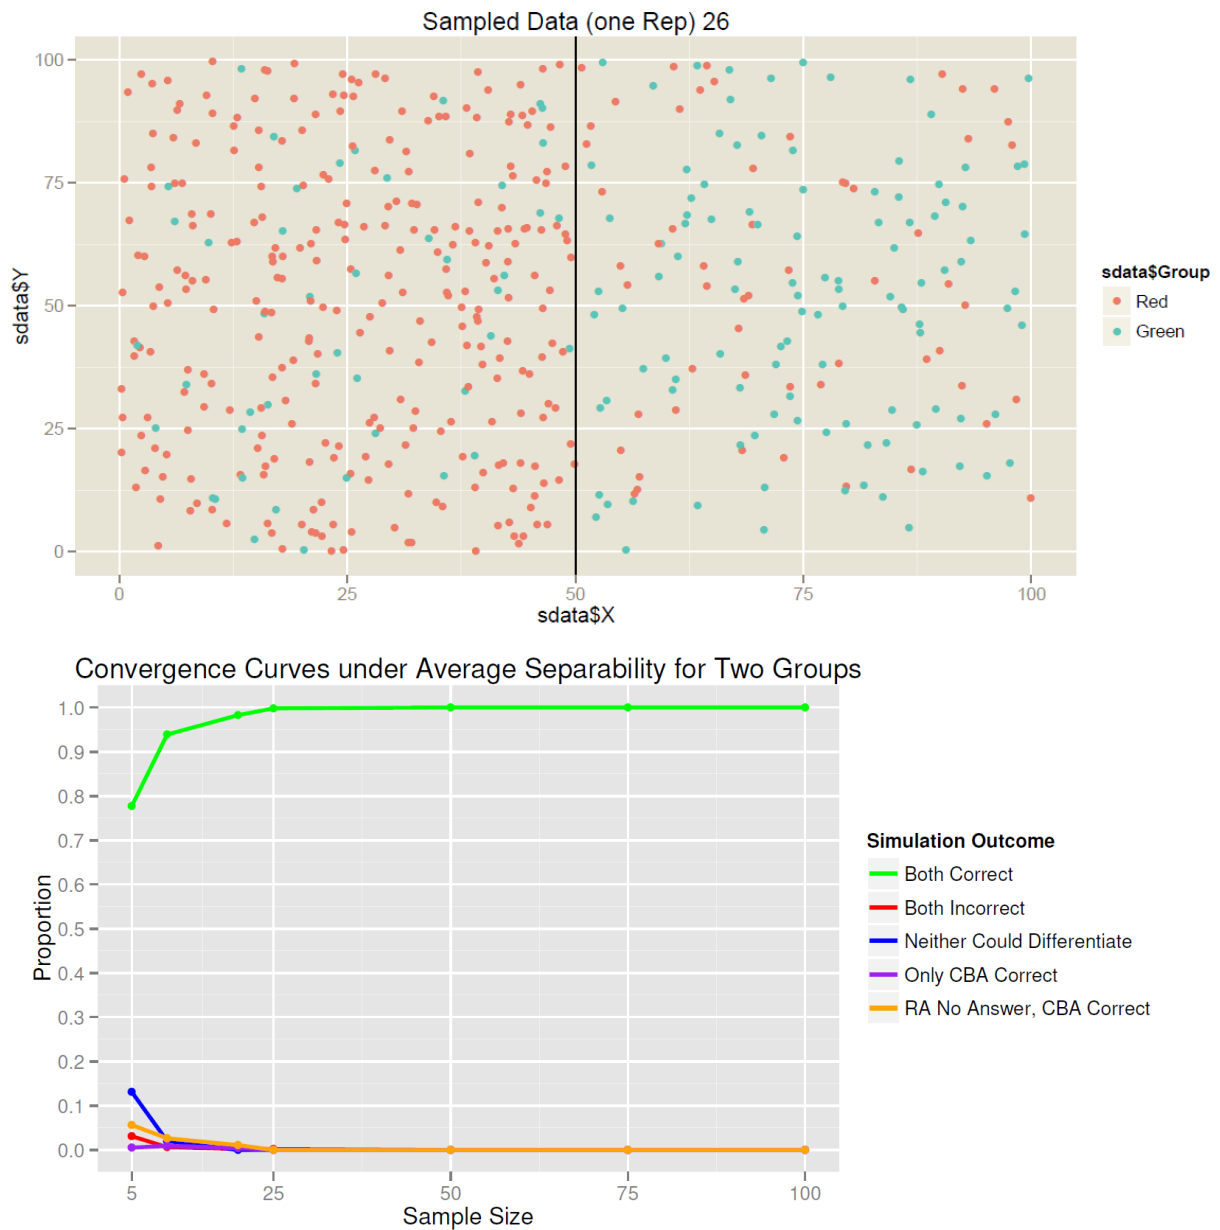 Sampled Data (one Rep) 26
100
75
50
25
0
sdata$Y
0
25
50
75
100
sdata$X
sdata$Group
Red
Green
Convergence Curves under Average Separability for Two Groups
1.0
0.9
0.8
0.7
0.6
0.5
0.4
0.3
0.2
0.1
0.0
Proportion
5
25
50
75
100
Sample Size
Simulation Outcome
Both Correct
Both Incorrect
Neither Could Differentiate
Only CBA Correct
RA No Answer, CBA Correct